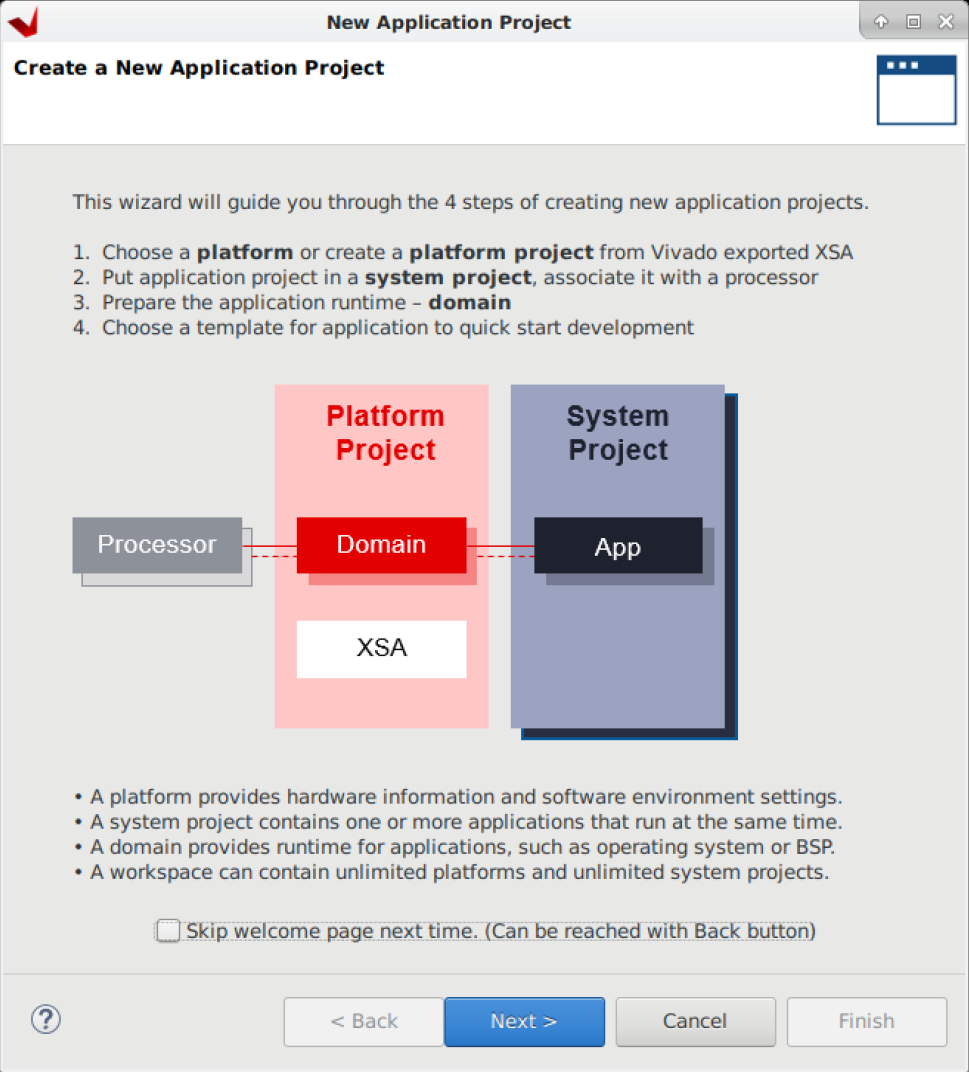 New Application Project
Create a New Application Project
This wizard will guide you through the 4 steps of creating new application projects.
1. Choose a platform or create a platform project from Vivado exported XSA
2. Put application project in a system project, associate it with a processor
3. Prepare the application runtime – domain
4. Choose a template for application to quick start development
Platform
Project
System
Project
Processor
Domain
App
XSA
• A platform provides hardware information and software environment settings.
• A system project contains one or more applications that run at the same time.
• A domain provides runtime for applications, such as operating system or BSP.
• A workspace can contain unlimited platforms and unlimited system projects.
Skip welcome page next time. (Can be reached with Back button)
?
< Back
Next >
Cancel
Finish